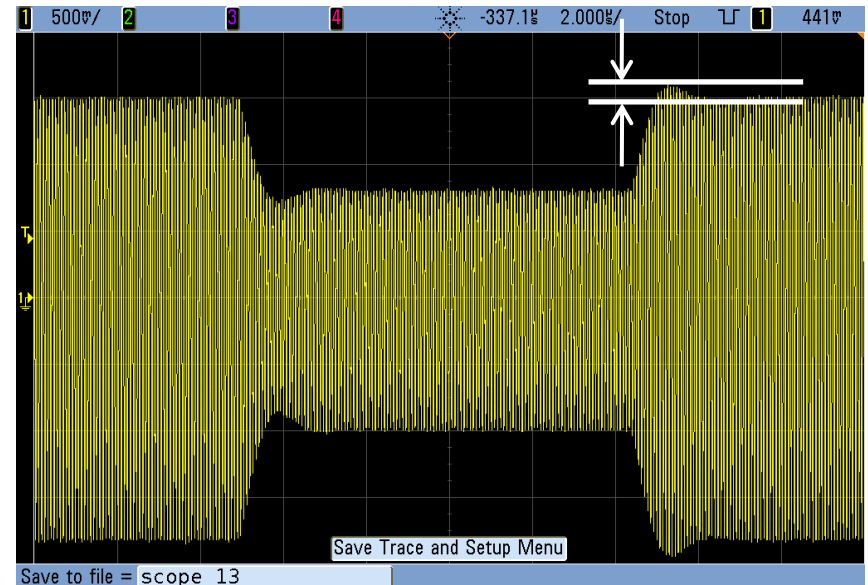 1 500mV/ 2 3 4 -337.1µs 2.000µs/ Stop 1 441mV
T
1
Save Trace and Setup Menu
Save to file = scope_13